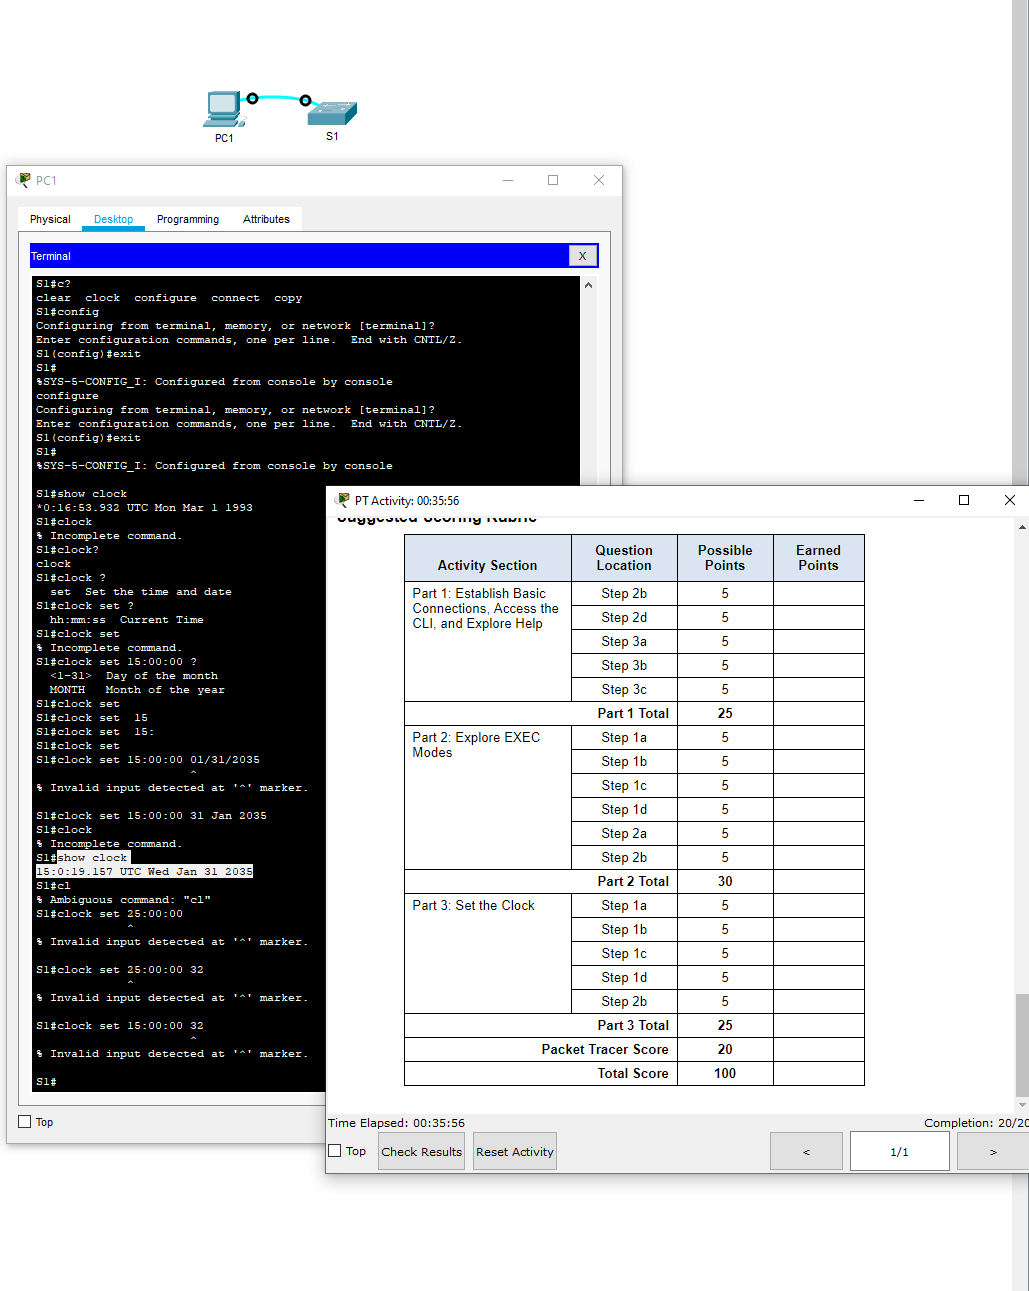 PC1
S1
PC1
Physical Desktop Programming Attributes
Terminal X
S1#c?
clear clock configure connect copy
S1#config
Configuring from terminal, memory, or network [terminal]?
Enter configuration commands, one per line. End with CNTL/Z.
S1(config)#exit
S1#
%SYS-5-CONFIG_I: Configured from console by console
configure
Configuring from terminal, memory, or network [terminal]?
Enter configuration commands, one per line. End with CNTL/Z.
S1(config)#exit
S1#
%SYS-5-CONFIG_I: Configured from console by console
S1#show clock
*0:16:53.932 UTC Mon Mar 1 1993
S1#clock
% Incomplete command.
S1#clock?
clock
S1#clock ?
set Set the time and date
S1#clock set ?
hh:mm:ss Current Time
S1#clock set
% Incomplete command.
S1#clock set 15:00:00 ?
<1-31> Day of the month
MONTH Month of the year
S1#clock set
S1#clock set 15
S1#clock set 15:
S1#clock set
S1#clock set 15:00:00 01/31/2035
^
% Invalid input detected at '^' marker.
S1#clock set 15:00:00 31 Jan 2035
S1#clock
% Incomplete command.
S1#show clock
15:0:19.157 UTC Wed Jan 31 2035
S1#cl
% Ambiguous command: "cl"
S1#clock set 25:00:00
^
% Invalid input detected at '^' marker.
S1#clock set 25:00:00 32
^
% Invalid input detected at '^' marker.
S1#clock set 15:00:00 32
^
% Invalid input detected at '^' marker.
S1#
Top
PT Activity: 00:35:56
Suggested Scoring Rubric
Activity Section Question Location Possible Points Earned Points
Part 1: Establish Basic Connections, Access the CLI, and Explore Help Step 2b 5
Step 2d 5
Step 3a 5
Step 3b 5
Step 3c 5
Part 1 Total 25
Part 2: Explore EXEC Modes Step 1a 5
Step 1b 5
Step 1c 5
Step 1d 5
Step 2a 5
Step 2b 5
Part 2 Total 30
Part 3: Set the Clock Step 1a 5
Step 1b 5
Step 1c 5
Step 1d 5
Step 2b 5
Part 3 Total 25
Packet Tracer Score 20
Total Score 100
Time Elapsed: 00:35:56 Completion: 20/20
Top Check Results Reset Activity < 1/1 >